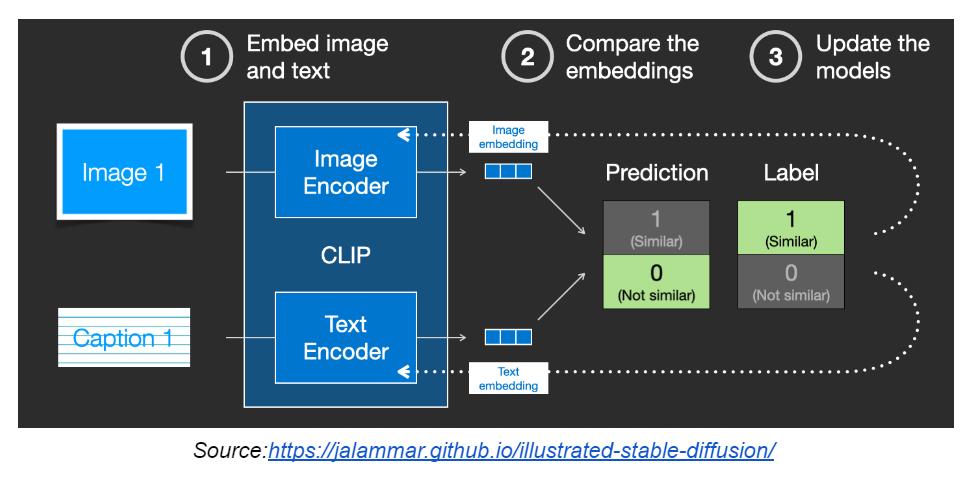 1 Embed image
and text
2 Compare the
embeddings
3 Update the
models
Image 1
Image
Encoder
Image
embedding
Prediction
Label
1
(Similar)
0
(Not similar)
1
(Similar)
0
(Not similar)
CLIP
Caption 1
Text
Encoder
Text
embedding
Source:https://jalammar.github.io/illustrated-stable-diffusion/